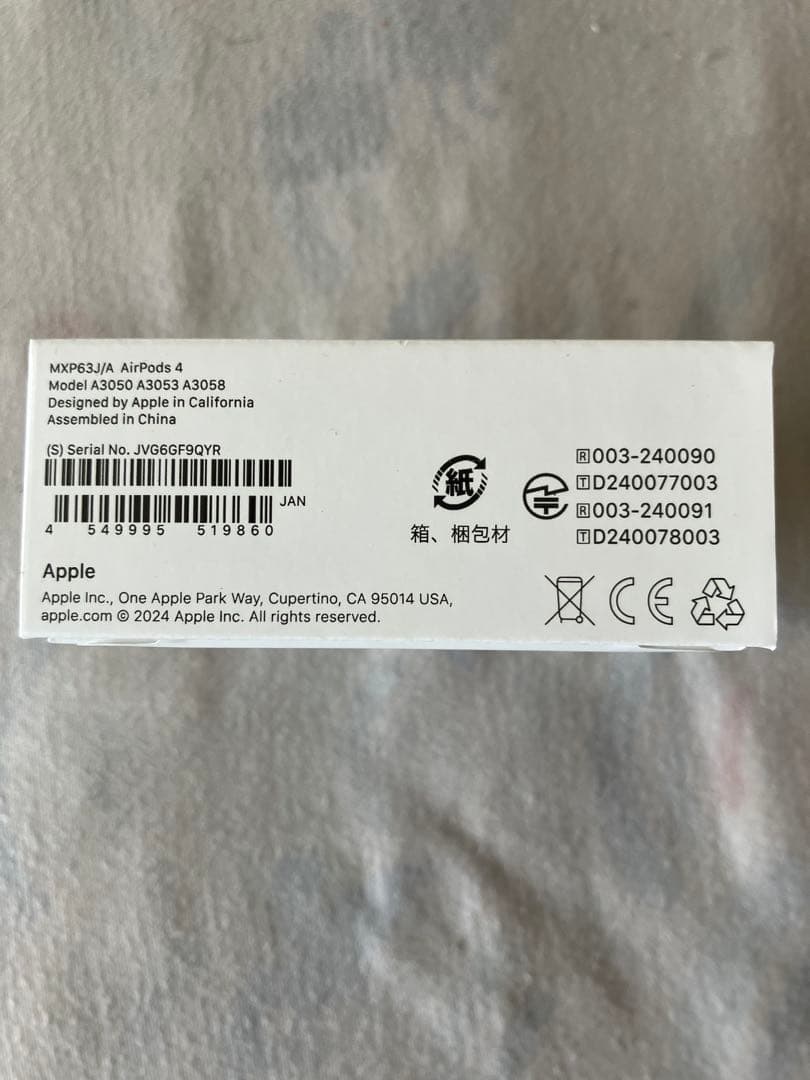 MXP63J/A AirPods 4
Model A3050 A3053 A3058
Designed by Apple in California
Assembled in China
(S) Serial No. JVG6GF9QYR
JAN
4 549995 519860
紙
箱、梱包材
🅁003-240090
🅃D240077003
🅁003-240091
🅃D240078003
Apple
Apple Inc., One Apple Park Way, Cupertino, CA 95014 USA,
apple.com © 2024 Apple Inc. All rights reserved.
CE